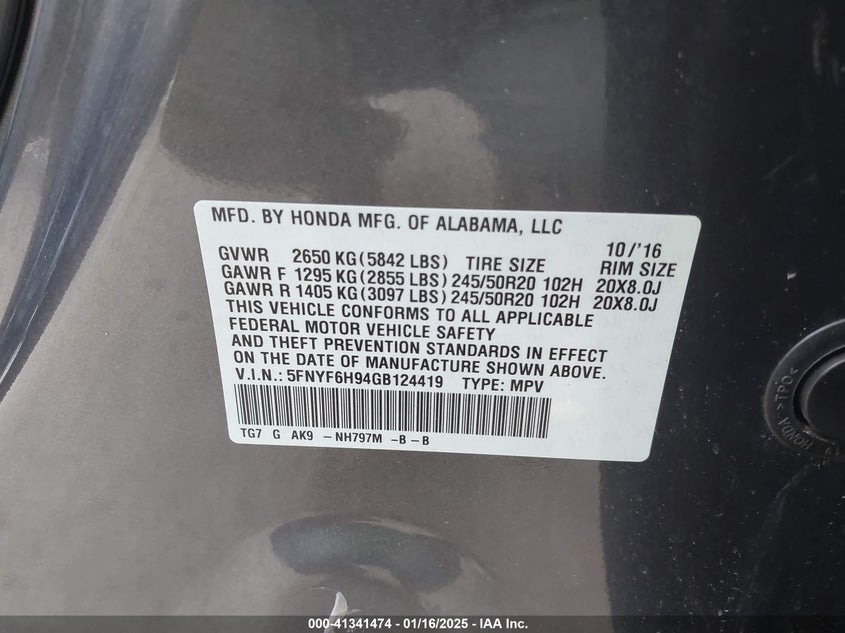 MFD. BY HONDA MFG. OF ALABAMA, LLC
10/'16
GVWR 2650 KG(5842 LBS) TIRE SIZE RIM SIZE
GAWR F 1295 KG(2855 LBS)245/50R20 102H 20X8.0J
GAWR R 1405 KG(3097 LBS)245/50R20 102H 20X8.0J
THIS VEHICLE CONFORMS TO ALL APPLICABLE
FEDERAL MOTOR VEHICLE SAFETY
AND THEFT PREVENTION STANDARDS IN EFFECT
ON THE DATE OF MANUFACTURE SHOWN ABOVE.
V.I.N.: 5FNYF6H94GB124419 TYPE: MPV
TG7 G AK9 -NH797M -B-B
>TPO<
HONDA
000-41341474 - 01/16/2025 - IAA Inc.